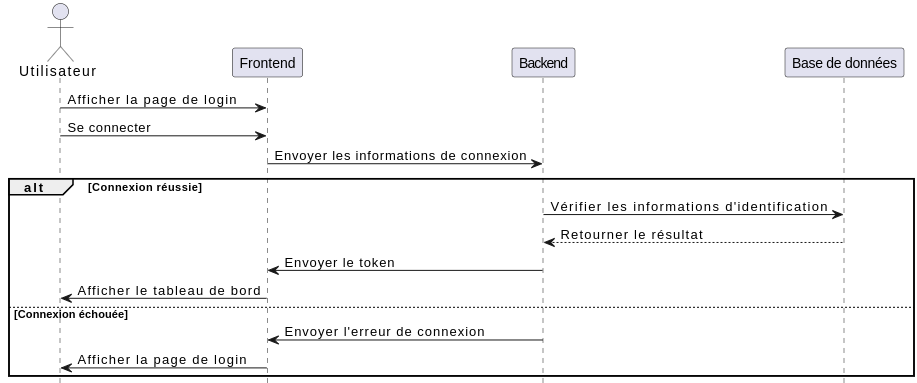 Utilisateur
Frontend
Backend
Base de données
Afficher la page de login
Se connecter
Envoyer les informations de connexion
alt
[Connexion réussie]
Vérifier les informations d'identification
Retourner le résultat
Envoyer le token
Afficher le tableau de bord
[Connexion échouée]
Envoyer l'erreur de connexion
Afficher la page de login